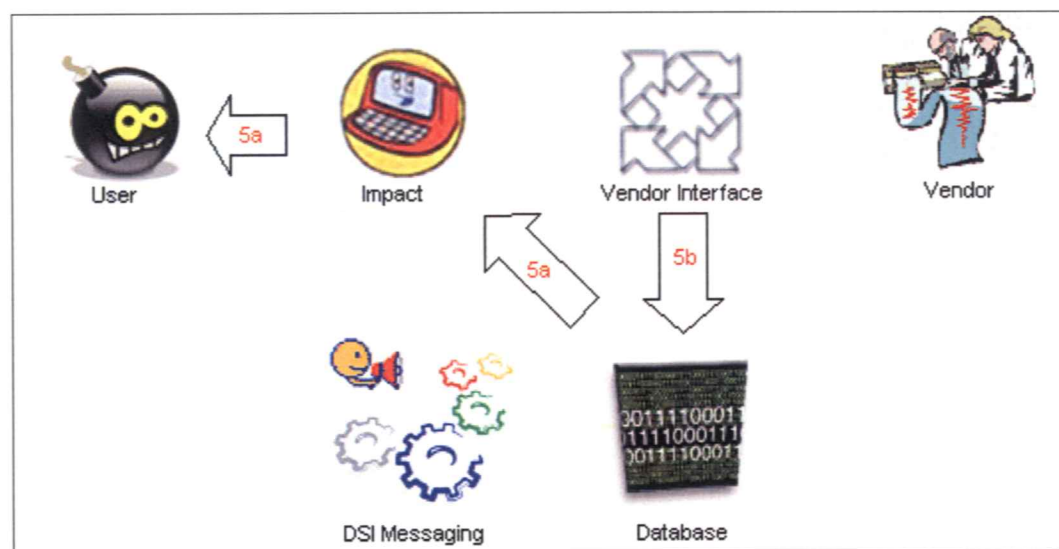 5a
User
Impact
Vendor Interface
Vendor
5a
5b
00111100011
01111000111
00111100011
DSI Messaging
Database